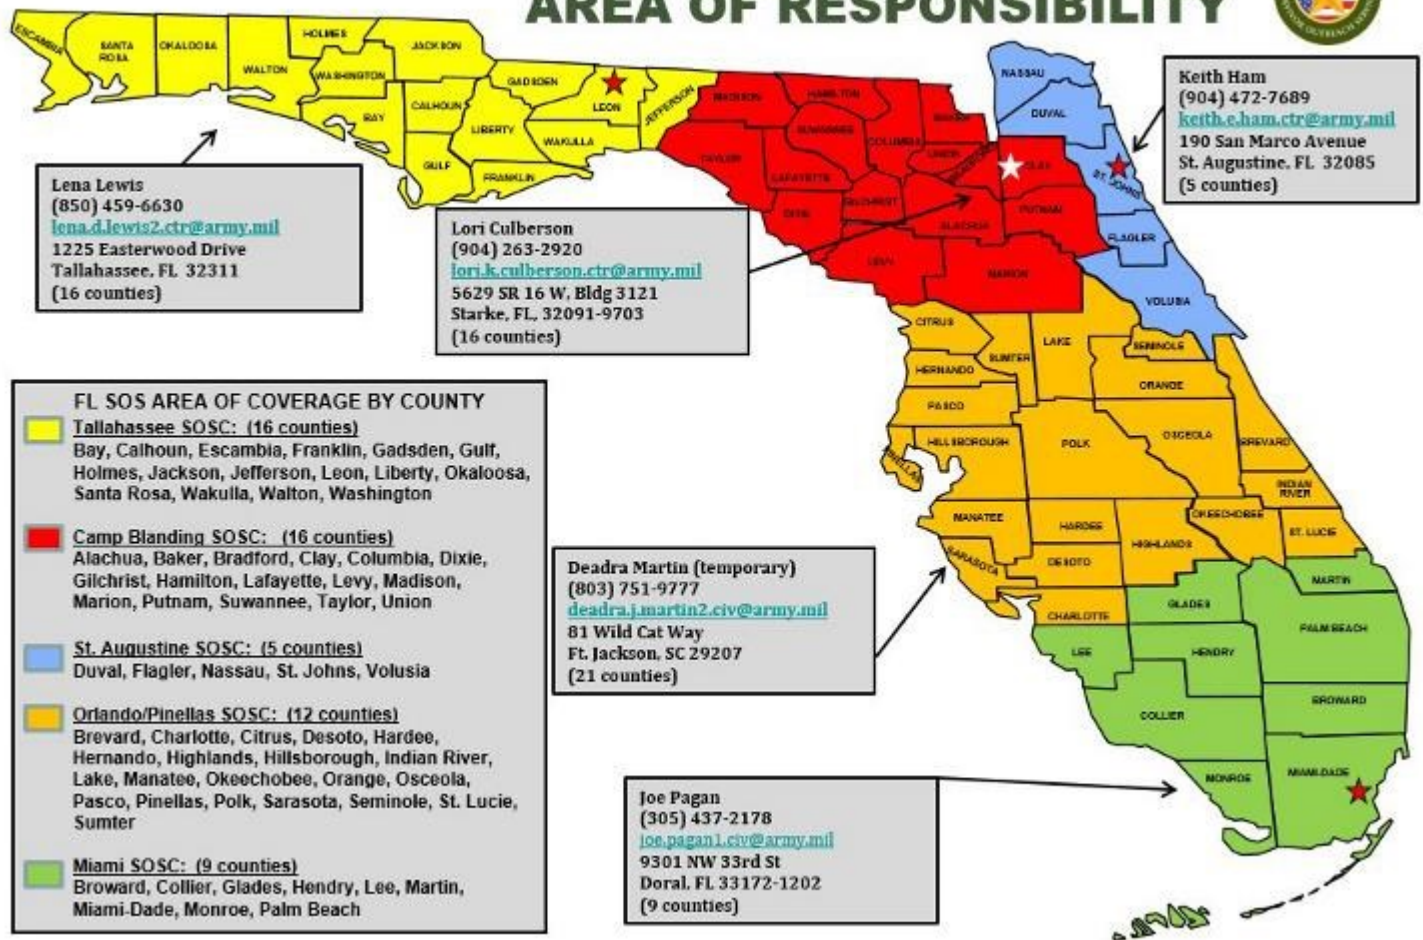 AREA OF RESPONSIBILITY
ESCAMBIA
SANTA
ROSA
OKALOOSA
WALTON
HOLMES
WASHINGTON
JACKSON
BAY
CALHOUN
GULF
LIBERTY
GADSDEN
FRANKLIN
WAKULLA
LEON
JEFFERSON
MADISON
HAMILTON
TAYLOR
SUWANNEE
LAFAYETTE
COLUMBIA
BAKER
UNION
BRADFORD
CLAY
DIXIE
GILCHRIST
ALACHUA
PUTNAM
LEVY
MARION
NASSAU
DUVAL
ST. JOHNS
FLAGLER
VOLUSIA
Keith Ham
(904) 472-7689
keith.e.ham.ctr@army.mil
190 San Marco Avenue
St. Augustine, FL 32085
(5 counties)
Lena Lewis
(850) 459-6630
lena.d.lewis2.ctr@army.mil
1225 Easterwood Drive
Tallahassee, FL 32311
(16 counties)
Lori Culberson
(904) 263-2920
lori.k.culberson.ctr@army.mil
5629 SR 16 W, Bldg 3121
Starke, FL, 32091-9703
(16 counties)
CITRUS
SUMTER
LAKE
SEMINOLE
HERNANDO
ORANGE
PASCO
HILLSBOROUGH
PINELLAS
POLK
OSCEOLA
BREVARD
INDIAN
RIVER
MANATEE
HARDEE
HIGHLANDS
OKEECHOBEE
ST. LUCIE
SARASOTA
DESOTO
CHARLOTTE
GLADES
MARTIN
LEE
HENDRY
PALM BEACH
COLLIER
BROWARD
MONROE
MIAMI-DADE
FL SOS AREA OF COVERAGE BY COUNTY
Tallahassee SOSC: (16 counties)
Bay, Calhoun, Escambia, Franklin, Gadsden, Gulf,
Holmes, Jackson, Jefferson, Leon, Liberty, Okaloosa,
Santa Rosa, Wakulla, Walton, Washington
Camp Blanding SOSC: (16 counties)
Alachua, Baker, Bradford, Clay, Columbia, Dixie,
Gilchrist, Hamilton, Lafayette, Levy, Madison,
Marion, Putnam, Suwannee, Taylor, Union
St. Augustine SOSC: (5 counties)
Duval, Flagler, Nassau, St. Johns, Volusia
Orlando/Pinellas SOSC: (12 counties)
Brevard, Charlotte, Citrus, Desoto, Hardee,
Hernando, Highlands, Hillsborough, Indian River,
Lake, Manatee, Okeechobee, Orange, Osceola,
Pasco, Pinellas, Polk, Sarasota, Seminole, St. Lucie,
Sumter
Miami SOSC: (9 counties)
Broward, Collier, Glades, Hendry, Lee, Martin,
Miami-Dade, Monroe, Palm Beach
Deadra Martin (temporary)
(803) 751-9777
deadra.j.martin2.civ@army.mil
81 Wild Cat Way
Ft. Jackson, SC 29207
(21 counties)
Joe Pagan
(305) 437-2178
joe.pagan1.civ@army.mil
9301 NW 33rd St
Doral, FL 33172-1202
(9 counties)